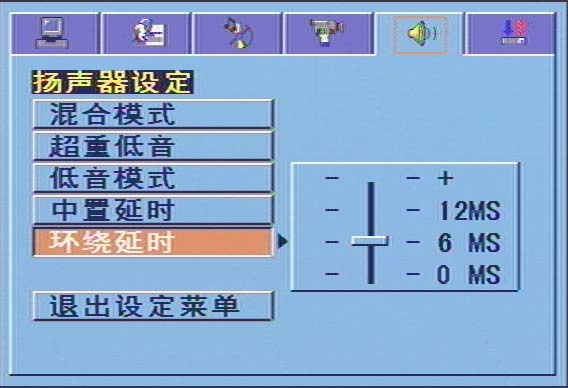 扬声器设定
混合模式
超重低音
低音模式
中置延时
环绕延时
退出设定菜单
- - +
- - 12MS
- - 6 MS
- - 0 MS